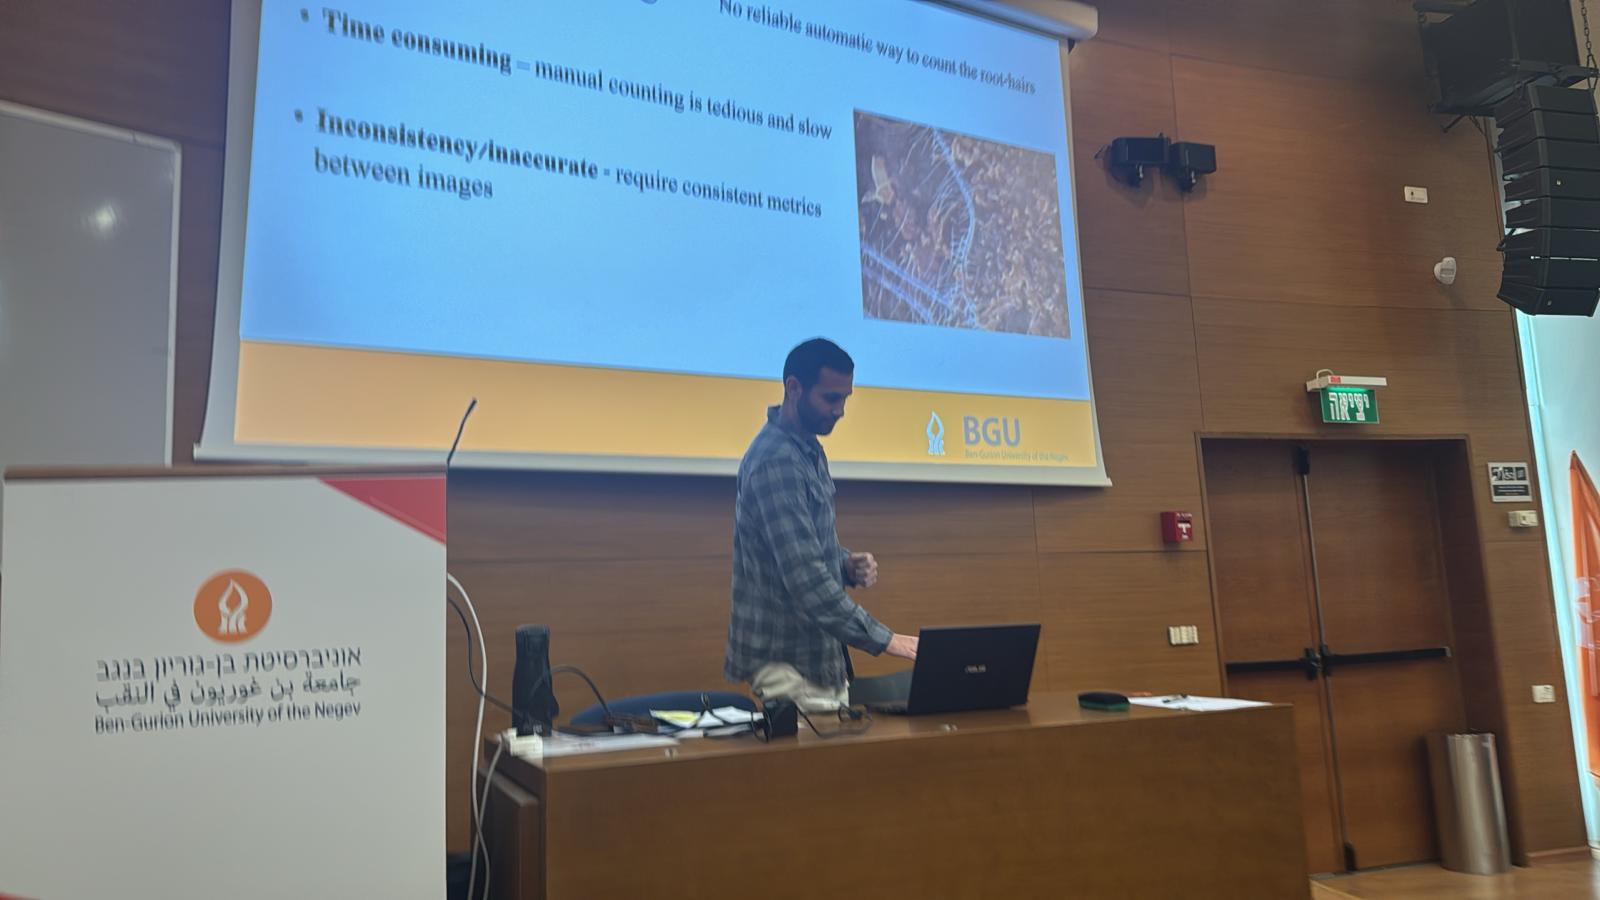 No reliable automatic way to count the root-hairs
• Time consuming – manual counting is tedious and slow
• Inconsistency/inaccurate - require consistent metrics
between images
BGU
Ben-Gurion University of the Negev
יציאה
אוניברסיטת בן-גוריון בנגב
جامعة بن غوريون في النقب
Ben-Gurion University of the Negev
ASUS